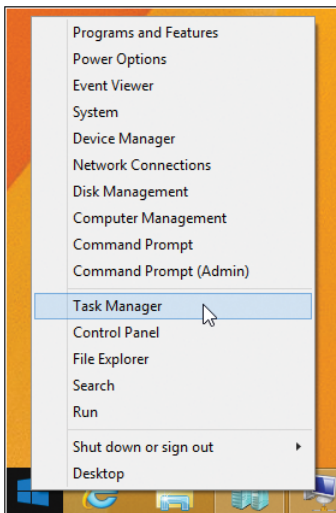 Programs and Features
Power Options
Event Viewer
System
Device Manager
Network Connections
Disk Management
Computer Management
Command Prompt
Command Prompt (Admin)
Task Manager
Control Panel
File Explorer
Search
Run
Shut down or sign out
Desktop